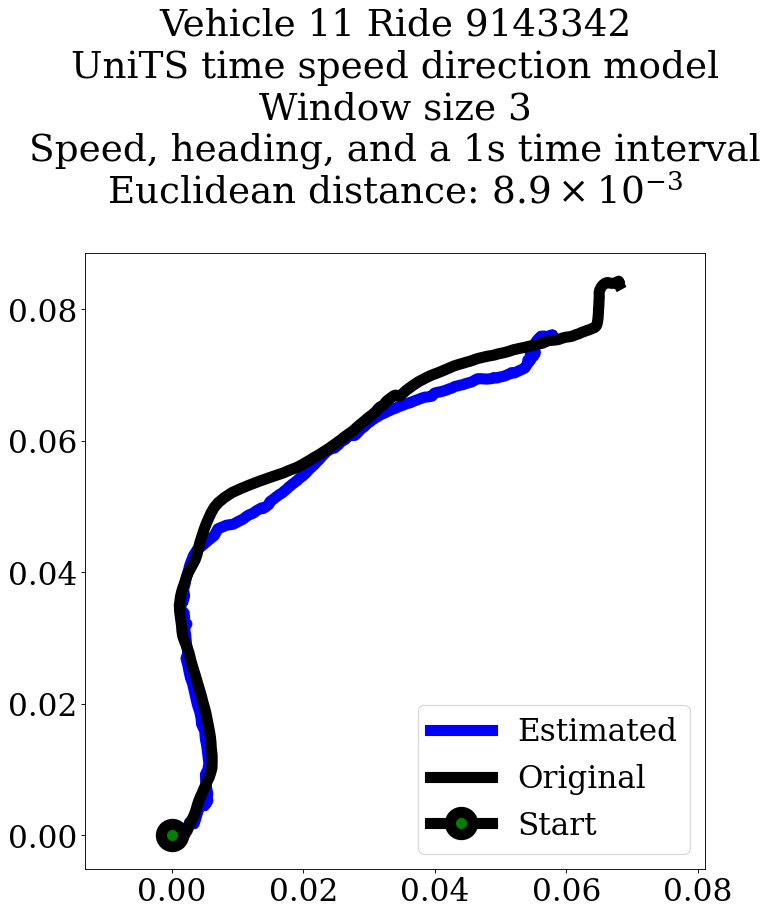 Vehicle 11 Ride 9143342
UniTS time speed direction model
Window size 3
Speed, heading, and a 1s time interval
Euclidean distance: 8.9 × 10⁻³
0.08
0.06
0.04
0.02
0.00
Estimated
Original
Start
0.00 0.02 0.04 0.06 0.08